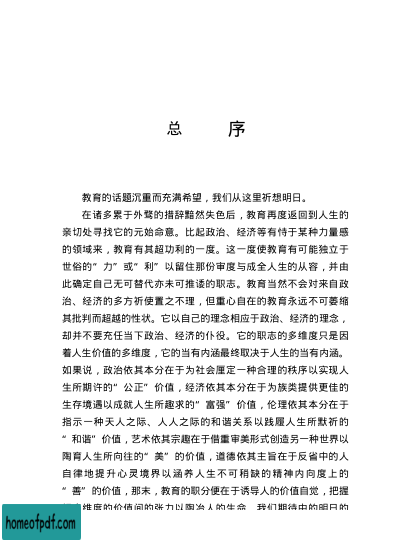 总 序
教育的话题沉重而充满希望，我们从这里祈想明日。
在诸多累于外骛的措辞黯然失色后，教育再度返回到人生的
亲切处寻找它的元始命意。比起政治、经济等有恃于某种力量感
的领域来，教育有其超功利的一度。这一度使教育有可能独立于
世俗的“力”或“利”以留住那份审度与成全人生的从容，并由
此确定自己无可替代亦未可推诿的职志。教育当然不会对来自政
治、经济的多方祈使置之不理，但重心自在的教育永远不可萎缩
其批判而超越的性状。它以自己的理念相应于政治、经济的理念，
却并不要充任当下政治、经济的仆役。它的职志的多维度只是因
着人生价值的多维度，它的当有内涵最终取决于人生的当有内涵。
如果说，政治依其本分在于为社会厘定一种合理的秩序以实现人
生所期许的“公正”价值，经济依其本分在于为族类提供更佳的
生存境遇以成就人生所趣求的“富强”价值，伦理依其本分在于
指示一种天人之际、人人之际的和谐关系以践履人生所默祈的
“和谐”价值，艺术依其宗趣在于借重审美形式创造另一种世界以
陶育人生所向往的“美”的价值，道德依其主旨在于反省中的人
自律地提升心灵境界以涵养人生不可稀缺的精神内向度上的
“善”的价值，那末，教育的职分便在于诱导人的价值自觉，把握
维度的价值间的张力以陶冶人的生命。我们期待中的明日的
homeofpdf.com